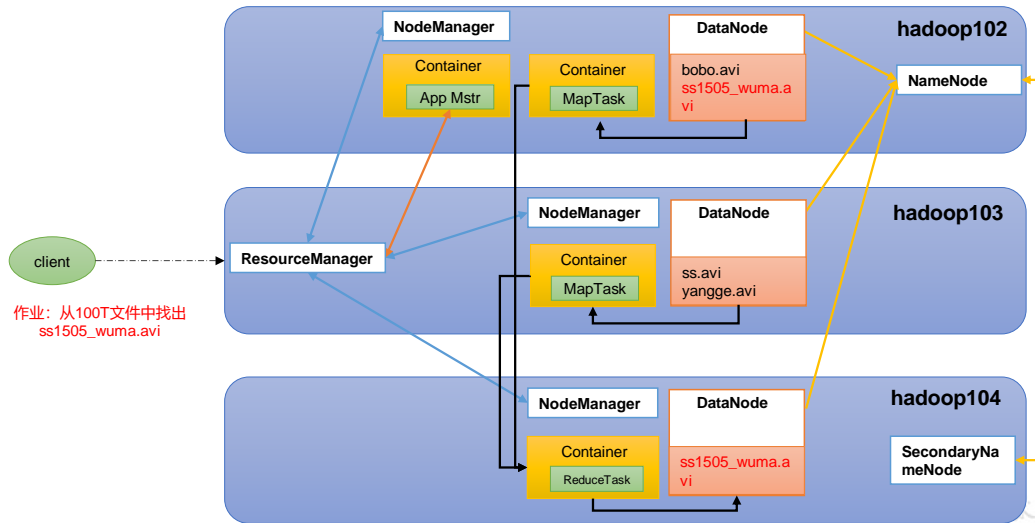 hadoop102
NodeManager
DataNode
Container
App Mstr
Container
MapTask
bobo.avi
ss1505_wuma.a
vi
NameNode
hadoop103
NodeManager
DataNode
client
ResourceManager
Container
MapTask
ss.avi
yangge.avi
作业：从100T文件中找出
ss1505_wuma.avi
hadoop104
NodeManager
DataNode
Container
ReduceTask
ss1505_wuma.a
vi
SecondaryNa
meNode